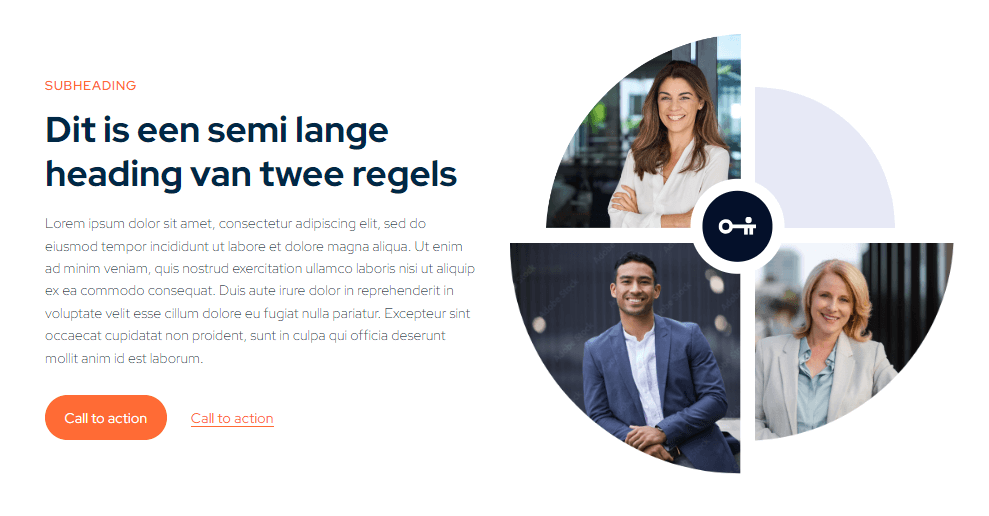 SUBHEADING
Dit is een semi lange
heading van twee regels
Lorem ipsum dolor sit amet, consectetur adipiscing elit, sed do
eiusmod tempor incididunt ut labore et dolore magna aliqua. Ut enim
ad minim veniam, quis nostrud exercitation ullamco laboris nisi ut aliquip
ex ea commodo consequat. Duis aute irure dolor in reprehenderit in
voluptate velit esse cillum dolore eu fugiat nulla pariatur. Excepteur sint
occaecat cupidatat non proident, sunt in culpa qui officia deserunt
mollit anim id est laborum.
Call to action
Call to action